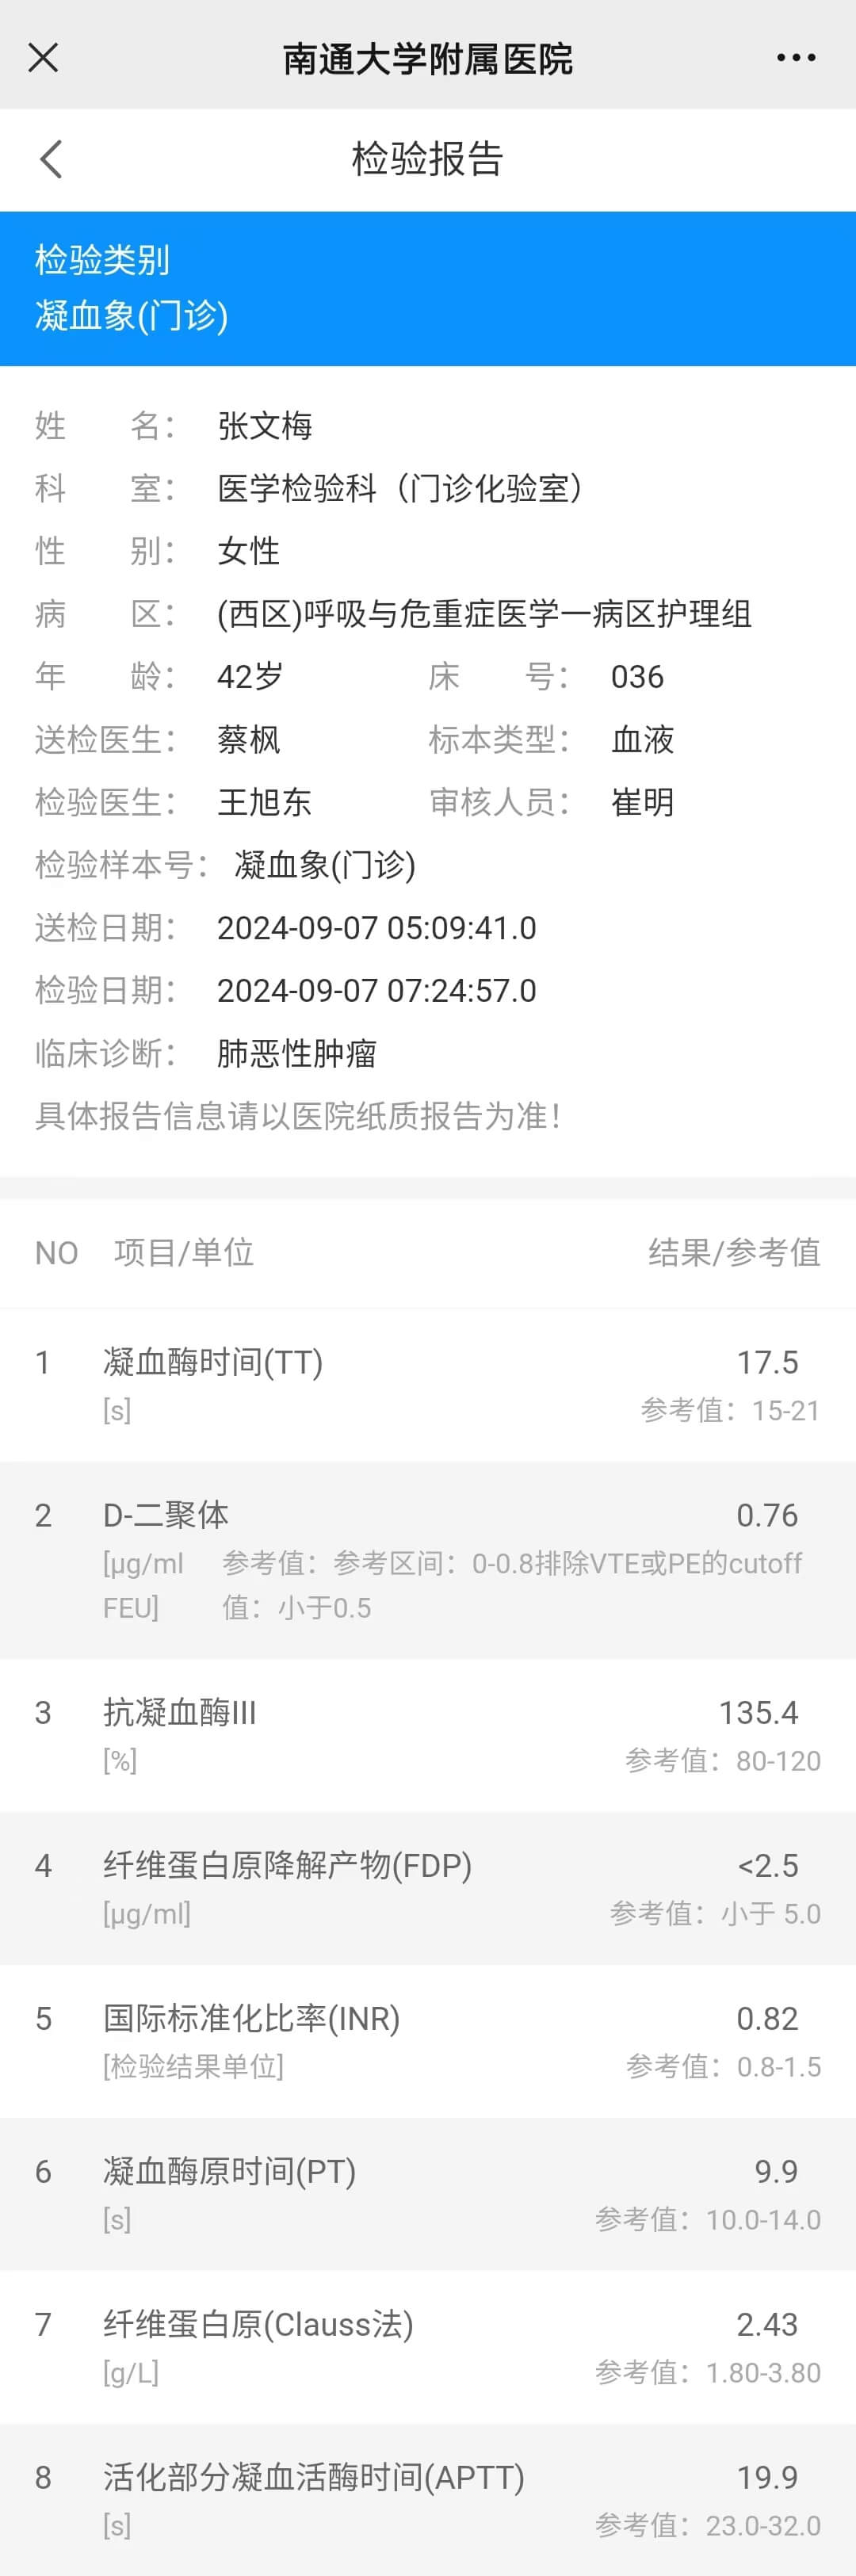 南通大学附属医院
检验报告
检验类别
凝血象(门诊)
姓 名： 张文梅
科 室： 医学检验科（门诊化验室）
性 别： 女性
病 区： (西区)呼吸与危重症医学一病区护理组
年 龄： 42岁 床 号： 036
送检医生： 蔡枫 标本类型： 血液
检验医生： 王旭东 审核人员： 崔明
检验样本号： 凝血象(门诊)
送检日期： 2024-09-07 05:09:41.0
检验日期： 2024-09-07 07:24:57.0
临床诊断： 肺恶性肿瘤
具体报告信息请以医院纸质报告为准！
NO 项目/单位 结果/参考值
1 凝血酶时间(TT) 17.5
[s] 参考值：15-21
2 D-二聚体 0.76
[μg/ml 参考值：参考区间：0-0.8排除VTE或PE的cutoff
FEU] 值：小于0.5
3 抗凝血酶III 135.4
[%] 参考值：80-120
4 纤维蛋白原降解产物(FDP) <2.5
[μg/ml] 参考值：小于 5.0
5 国际标准化比率(INR) 0.82
[检验结果单位] 参考值：0.8-1.5
6 凝血酶原时间(PT) 9.9
[s] 参考值：10.0-14.0
7 纤维蛋白原(Clauss法) 2.43
[g/L] 参考值：1.80-3.80
8 活化部分凝血活酶时间(APTT) 19.9
[s] 参考值：23.0-32.0